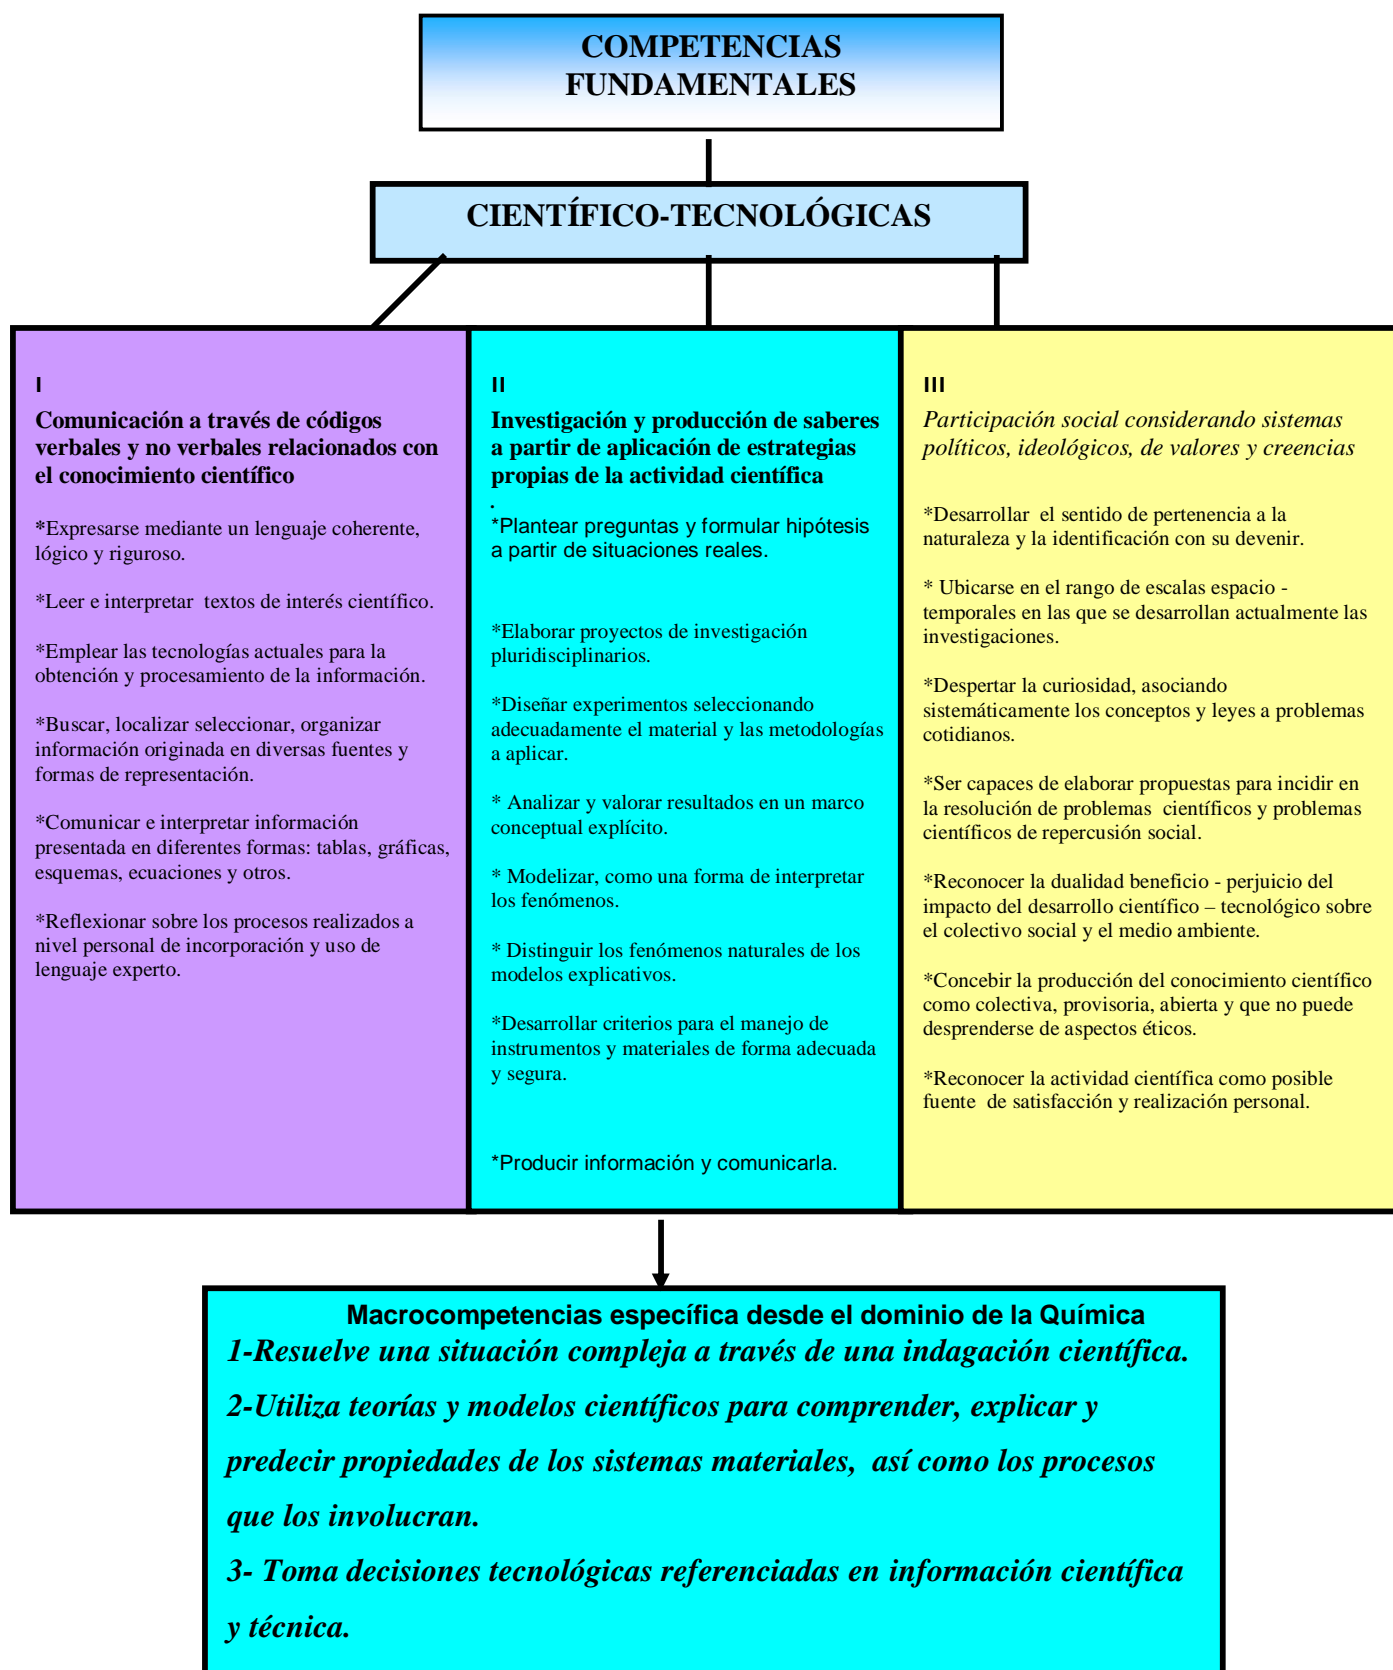 COMPETENCIAS
FUNDAMENTALES
CIENTÍFICO-TECNOLÓGICAS
I
Comunicación a través de códigos
verbales y no verbales relacionados con
el conocimiento científico
*Expresarse mediante un lenguaje coherente,
lógico y riguroso.
*Leer e interpretar  textos de interés científico.
*Emplear las tecnologías actuales para la
obtención y procesamiento de la información.
*Buscar, localizar seleccionar, organizar
información originada en diversas fuentes y
formas de representación.
*Comunicar e interpretar información
presentada en diferentes formas: tablas, gráficas,
esquemas, ecuaciones y otros.
*Reflexionar sobre los procesos realizados a
nivel personal de incorporación y uso de
lenguaje experto.
II
Investigación y producción de saberes
a partir de aplicación de estrategias
propias de la actividad científica
.
*Plantear preguntas y formular hipótesis
a partir de situaciones reales.
*Elaborar proyectos de investigación
pluridisciplinarios.
*Diseñar experimentos seleccionando
adecuadamente el material y las metodologías
a aplicar.
* Analizar y valorar resultados en un marco
conceptual explícito.
* Modelizar, como una forma de interpretar
los fenómenos.
* Distinguir los fenómenos naturales de los
modelos explicativos.
*Desarrollar criterios para el manejo de
instrumentos y materiales de forma adecuada
y segura.
*Producir información y comunicarla.
III
Participación social considerando sistemas
políticos, ideológicos, de valores y creencias
*Desarrollar  el sentido de pertenencia a la
naturaleza y la identificación con su devenir.
* Ubicarse en el rango de escalas espacio -
temporales en las que se desarrollan actualmente las
investigaciones.
*Despertar la curiosidad, asociando
sistemáticamente los conceptos y leyes a problemas
cotidianos.
*Ser capaces de elaborar propuestas para incidir en
la resolución de problemas  científicos y problemas
científicos de repercusión social.
*Reconocer la dualidad beneficio - perjuicio del
impacto del desarrollo científico – tecnológico sobre
el colectivo social y el medio ambiente.
*Concebir la producción del conocimiento científico
como colectiva, provisoria, abierta y que no puede
desprenderse de aspectos éticos.
*Reconocer la actividad científica como posible
fuente  de satisfacción y realización personal.
Macrocompetencias específica desde el dominio de la Química
1-Resuelve una situación compleja a través de una indagación científica.
2-Utiliza teorías y modelos científicos para comprender, explicar y
predecir propiedades de los sistemas materiales,  así como los procesos
que los involucran.
3- Toma decisiones tecnológicas referenciadas en información científica
y técnica.